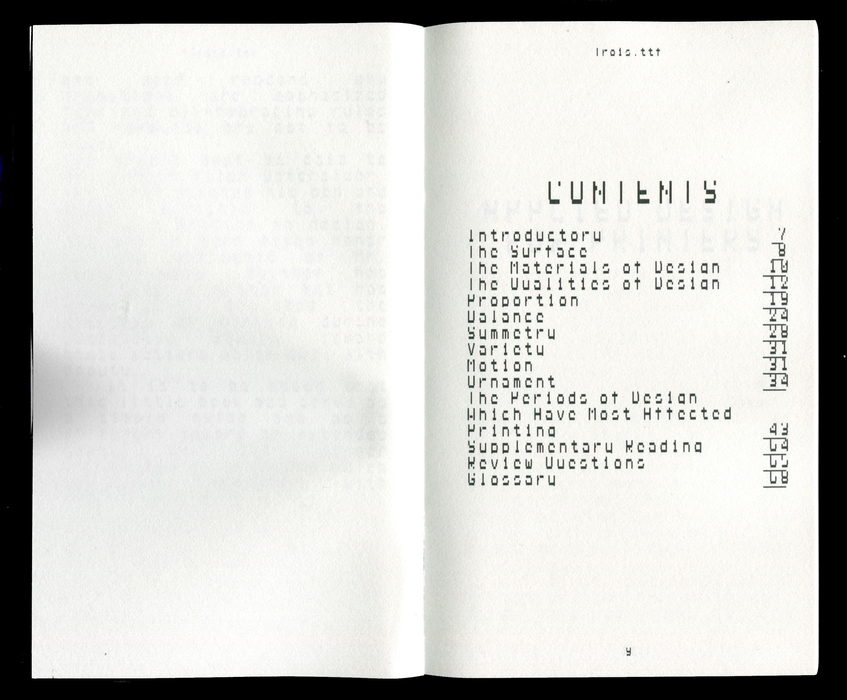 Trois.ttf
CONTENTS
Introductory 7
The Surface 8
The Materials of Design 10
The Qualities of Design 12
Proportion 19
Balance 24
Symmetry 28
Variety 31
Motion 31
Ornament 34
The Periods of Design
Which Have Most Affected
Printing 43
Supplementary Reading 64
Review Questions 65
Glossary 68
9